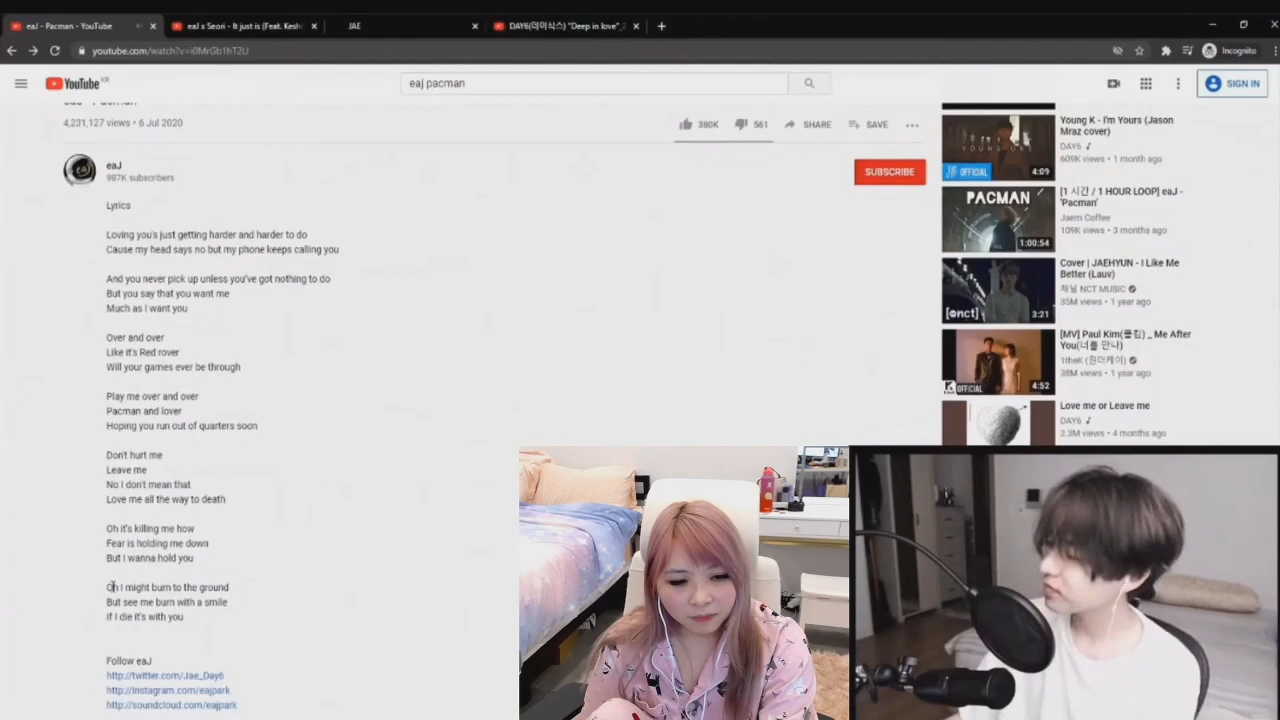 eaJ - Pacman - YouTube
eaJ x Seori - It just is (Feat. Keshi
JAE
DAY6(데이식스) "Deep in love"
youtube.com/watch?v=i0MrGb1hT2U
Incognito
YouTube
eaj pacman
SIGN IN
4,231,127 views • 6 Jul 2020
380K
561
SHARE
SAVE
eaJ
987K subscribers
SUBSCRIBE
Lyrics
Loving you's just getting harder and harder to do
Cause my head says no but my phone keeps calling you
And you never pick up unless you've got nothing to do
But you say that you want me
Much as I want you
Over and over
Like it's Red rover
Will your games ever be through
Play me over and over
Pacman and lover
Hoping you run out of quarters soon
Don't hurt me
Leave me
No I don't mean that
Love me all the way to death
Oh it's killing me how
Fear is holding me down
But I wanna hold you
Oh I might burn to the ground
But see me burn with a smile
If I die it's with you
Follow eaJ
http://twitter.com/Jae_Day6
http://instagram.com/eajpark
http://soundcloud.com/eajpark
YOUNG ONE
OFFICIAL
4:09
Young K - I'm Yours (Jason
Mraz cover)
DAY6
609K views • 1 month ago
PACMAN
1:00:54
[1 시간 / 1 HOUR LOOP] eaJ -
'Pacman'
Jaem Coffee
109K views • 3 months ago
[nct]
3:21
Cover | JAEHYUN - I Like Me
Better (Lauv)
채널 NCT MUSIC
35M views • 1 year ago
OFFICIAL
4:52
[MV] Paul Kim(폴킴) _ Me After
You(너를 만나)
1theK (원더케이)
38M views • 1 year ago
Love me or Leave me
DAY6
2.3M views • 4 months ago